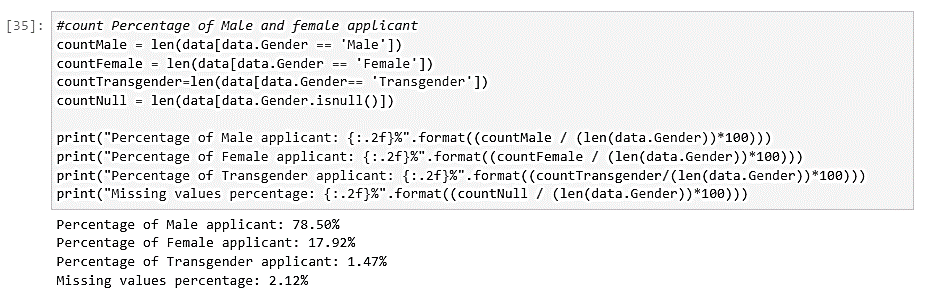 [35]: #count Percentage of Male and female applicant
countMale = len(data[data.Gender == 'Male'])
countFemale = len(data[data.Gender == 'Female'])
countTransgender=len(data[data.Gender== 'Transgender'])
countNull = len(data[data.Gender.isnull()])
print("Percentage of Male applicant: {:.2f}%".format((countMale / (len(data.Gender))*100)))
print("Percentage of Female applicant: {:.2f}%".format((countFemale / (len(data.Gender))*100)))
print("Percentage of Transgender applicant: {:.2f}%".format((countTransgender/(len(data.Gender))*100)))
print("Missing values percentage: {:.2f}%".format((countNull / (len(data.Gender))*100)))
Percentage of Male applicant: 78.50%
Percentage of Female applicant: 17.92%
Percentage of Transgender applicant: 1.47%
Missing values percentage: 2.12%